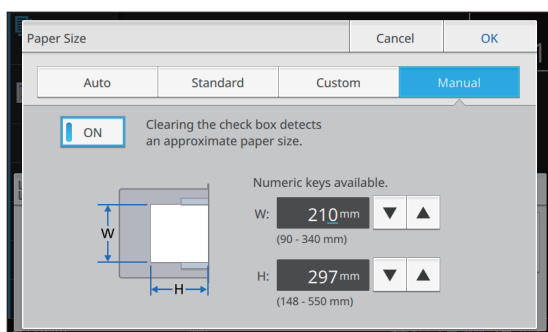 Paper Size
Cancel
OK
Auto
Standard
Custom
Manual
ON
Clearing the check box detects
an approximate paper size.
Numeric keys available.
W:
210mm
(90 - 340 mm)
H:
297mm
(148 - 550 mm)
W
H